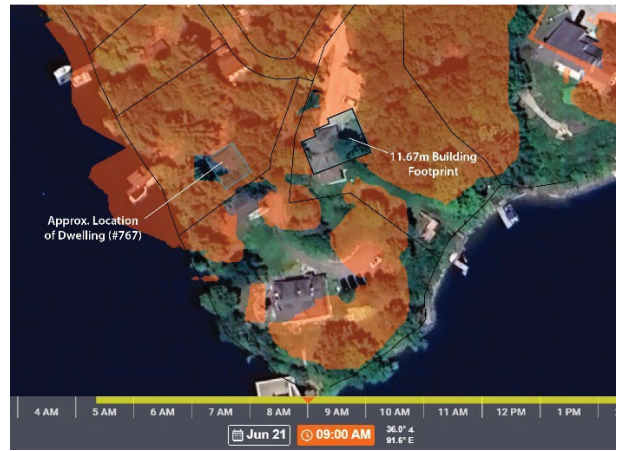 11.67m Building
Footprint
Approx. Location
of Dwelling (#767)
4 AM 5 AM 6 AM 7 AM 8 AM 9 AM 10 AM 11 AM 12 PM 1 PM
Jun 21 09:00 AM 36.0°
91.6°